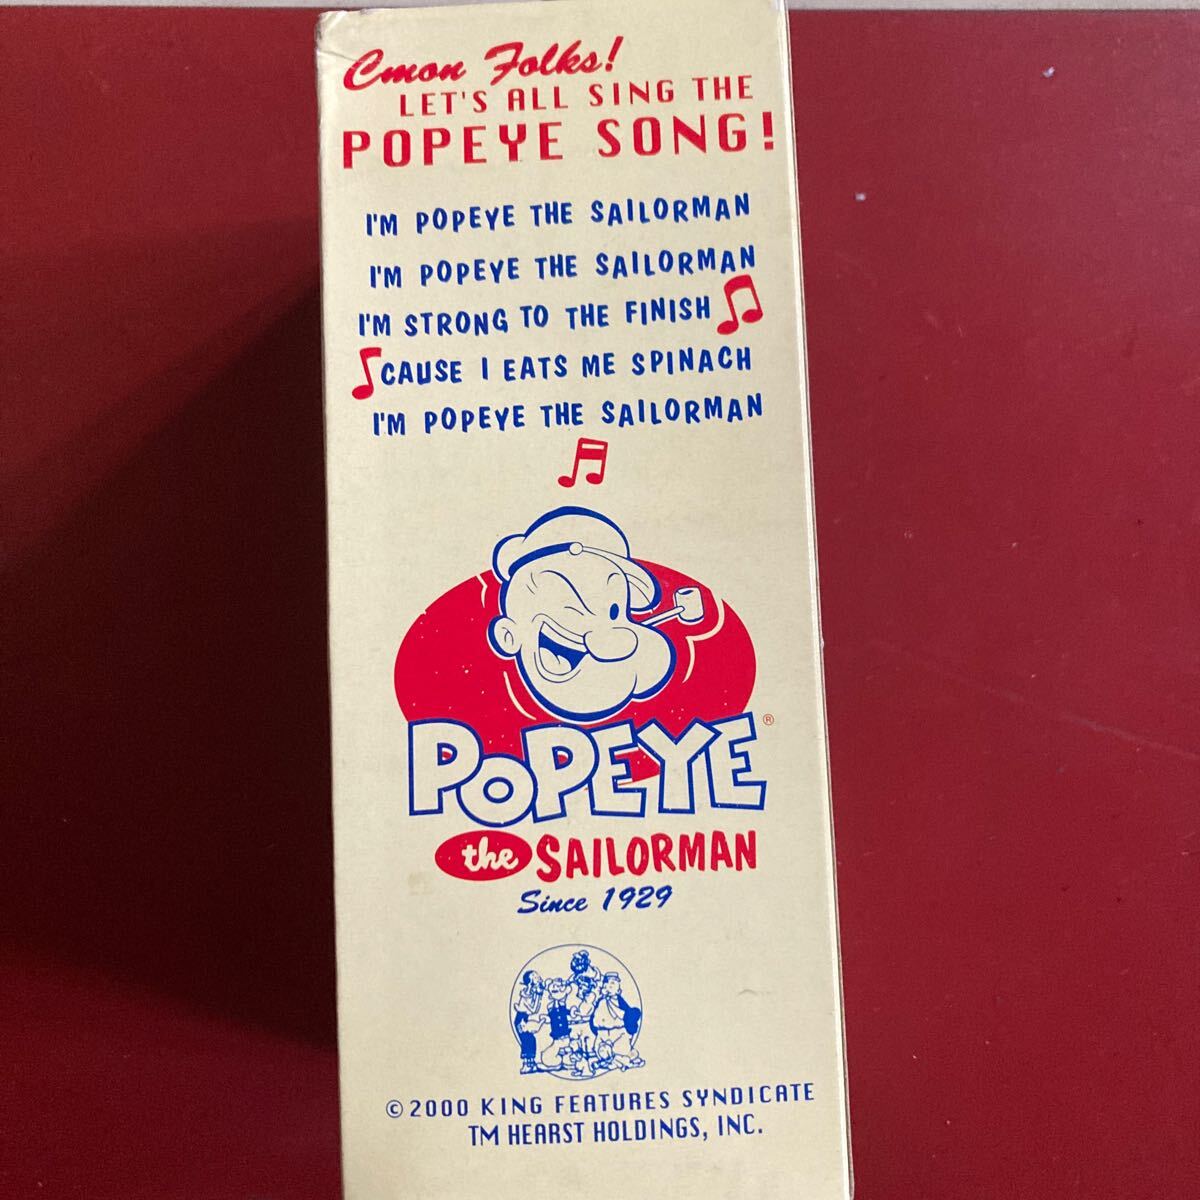 Cmon Folks!
LET'S ALL SING THE
POPEYE SONG!
I'M POPEYE THE SAILORMAN
I'M POPEYE THE SAILORMAN
I'M STRONG TO THE FINISH
CAUSE I EATS ME SPINACH
I'M POPEYE THE SAILORMAN
POPEYE®
the SAILORMAN
Since 1929
©2000 KING FEATURES SYNDICATE
TM HEARST HOLDINGS, INC.